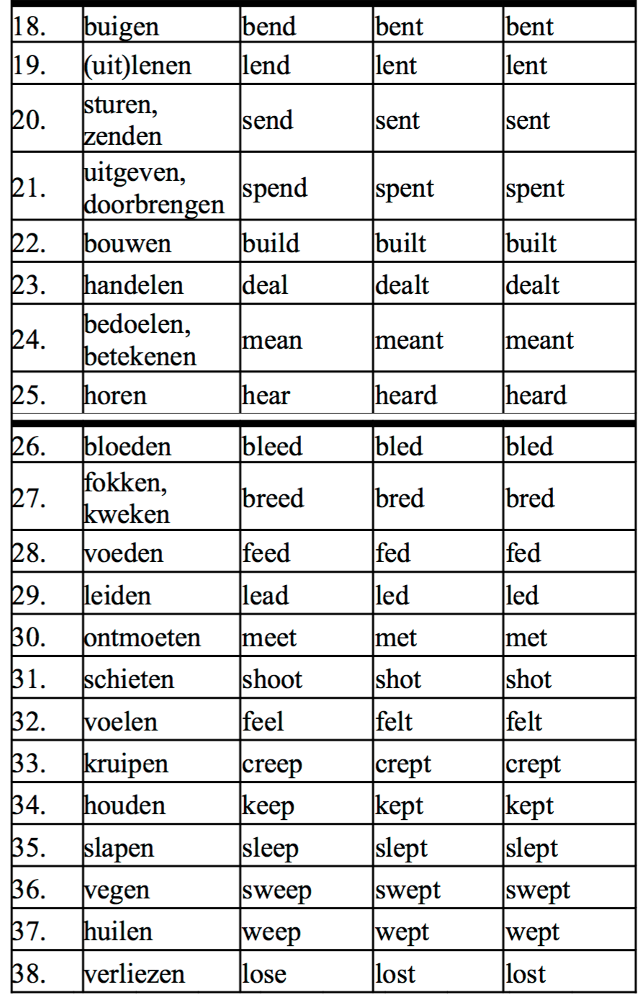 18. buigen bend bent bent
19. (uit)lenen lend lent lent
20. sturen, zenden send sent sent
21. uitgeven, doorbrengen spend spent spent
22. bouwen build built built
23. handelen deal dealt dealt
24. bedoelen, betekenen mean meant meant
25. horen hear heard heard
26. bloeden bleed bled bled
27. fokken, kweken breed bred bred
28. voeden feed fed fed
29. leiden lead led led
30. ontmoeten meet met met
31. schieten shoot shot shot
32. voelen feel felt felt
33. kruipen creep crept crept
34. houden keep kept kept
35. slapen sleep slept slept
36. vegen sweep swept swept
37. huilen weep wept wept
38. verliezen lose lost lost